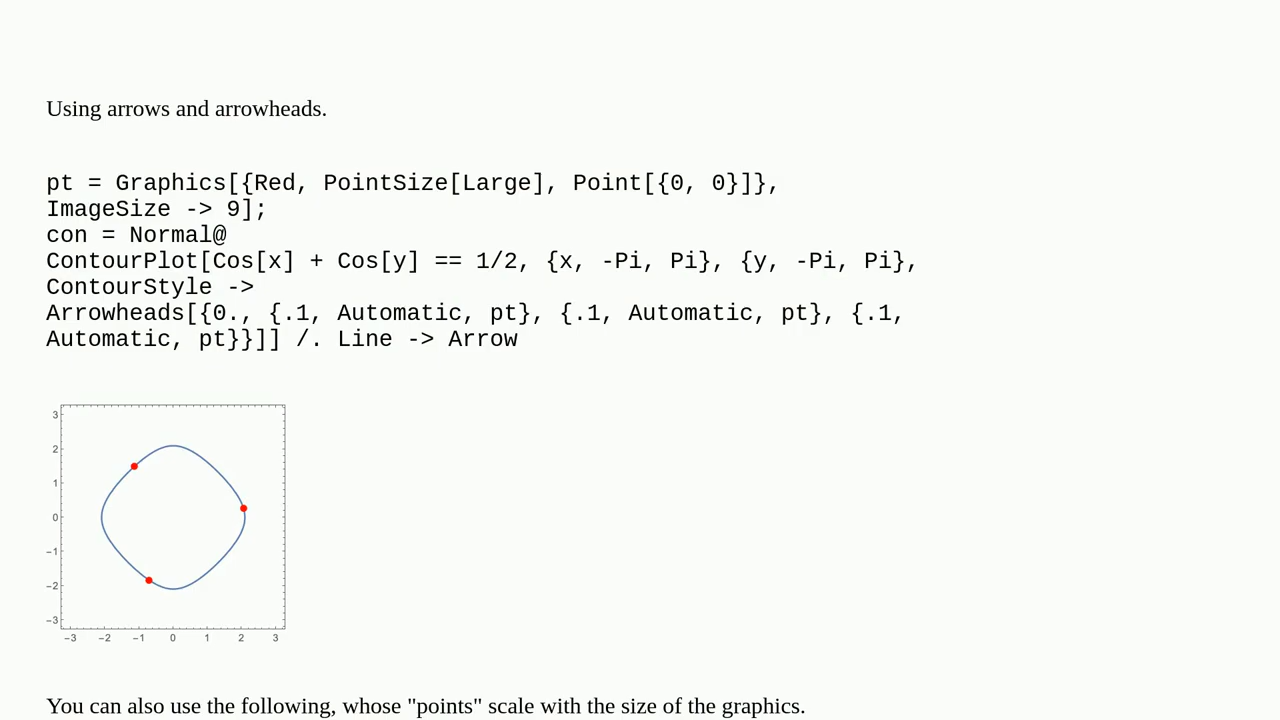 Using arrows and arrowheads.
pt = Graphics[{Red, PointSize[Large], Point[{0, 0}]},
ImageSize -> 9];
con = Normal@
ContourPlot[Cos[x] + Cos[y] == 1/2, {x, -Pi, Pi}, {y, -Pi, Pi},
ContourStyle ->
Arrowheads[{0., {.1, Automatic, pt}, {.1, Automatic, pt}, {.1,
Automatic, pt}}]] /. Line -> Arrow
3
2
1
0
−1
−2
−3
−3 −2 −1 0 1 2 3
You can also use the following, whose "points" scale with the size of the graphics.